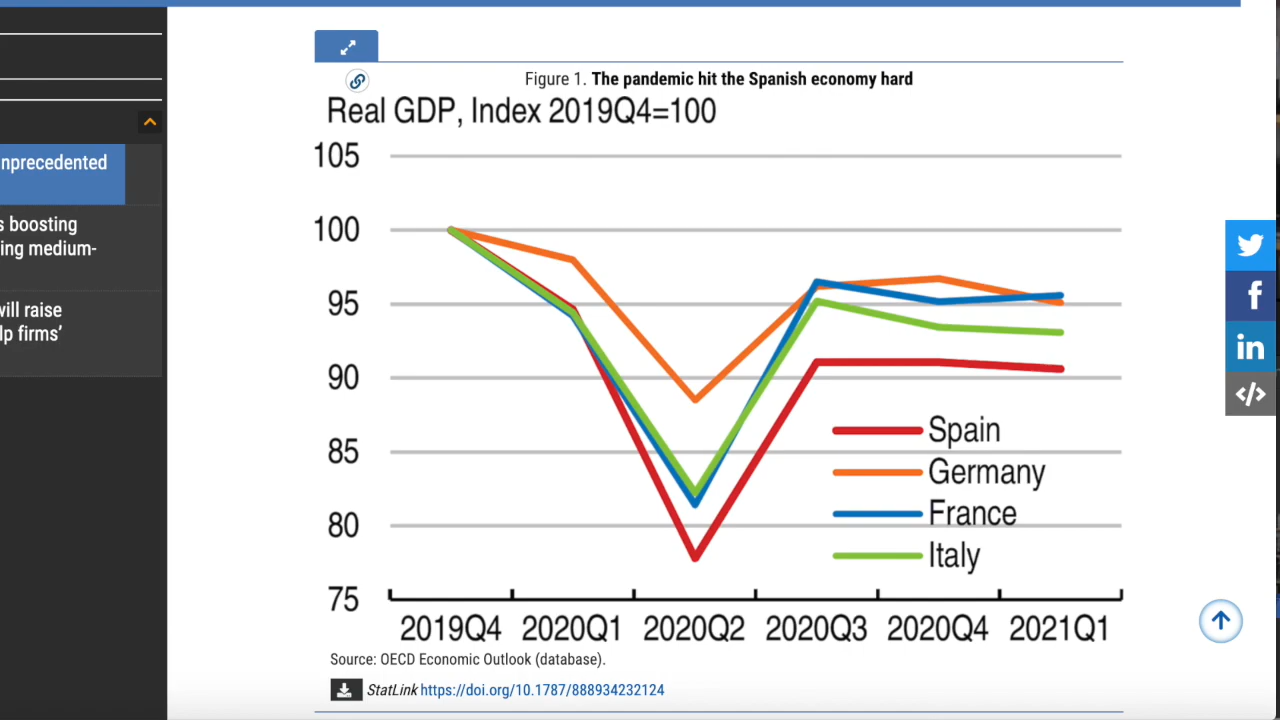 nprecedented
s boosting
ing medium-
will raise
lp firms’
Figure 1. The pandemic hit the Spanish economy hard
Real GDP, Index 2019Q4=100
105
100
95
90
85
80
75
Spain
Germany
France
Italy
2019Q4 2020Q1 2020Q2 2020Q3 2020Q4 2021Q1
Source: OECD Economic Outlook (database).
StatLink https://doi.org/10.1787/888934232124
f
in
</>